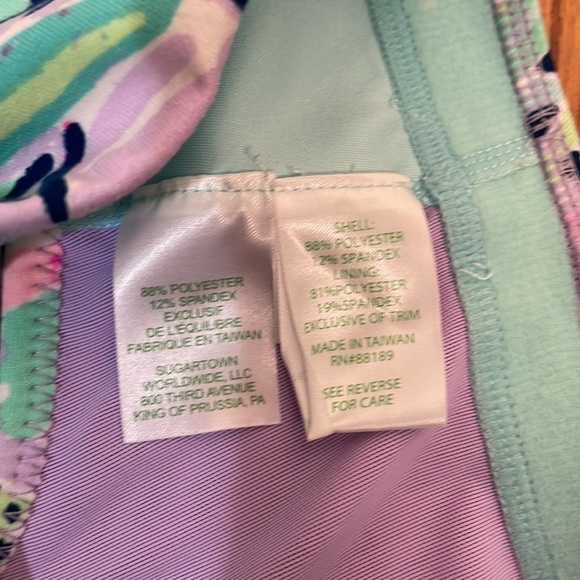 88% POLYESTER
12% SPANDEX
EXCLUSIF
DE L'ÉQUILIBRE
FABRIQUE EN TAIWAN
SUGARTOWN
WORLDWIDE, LLC
800 THIRD AVENUE
KING OF PRUSSIA, PA
SHELL:
88% POLYESTER
12% SPANDEX
LINING:
81%POLYESTER
19%SPANDEX
EXCLUSIVE OF TRIM
MADE IN TAIWAN
RN#88189
SEE REVERSE
FOR CARE